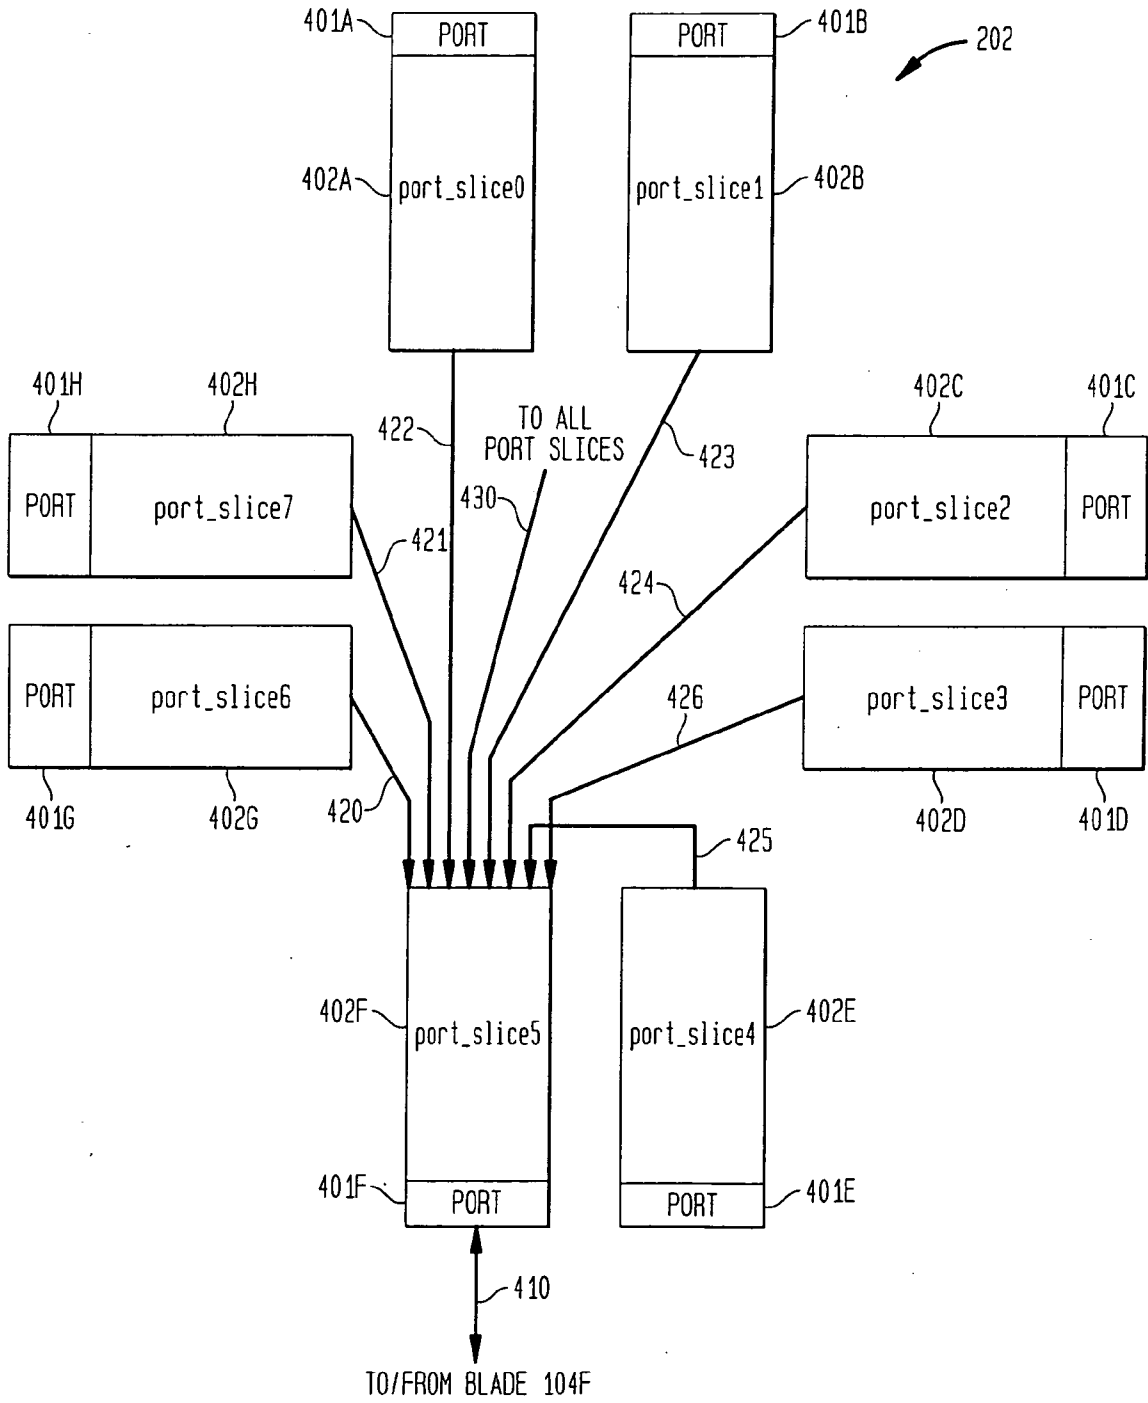 401A
PORT
PORT
401B
202
402A
port_slice0
port_slice1
402B
401H
402H
422
TO ALL
PORT SLICES
423
402C
401C
PORT
port_slice7
421
430
424
port_slice2
PORT
PORT
port_slice6
426
port_slice3
PORT
401G
402G
420
425
402D
401D
402F
port_slice5
port_slice4
402E
401F
PORT
PORT
401E
410
TO/FROM BLADE 104F